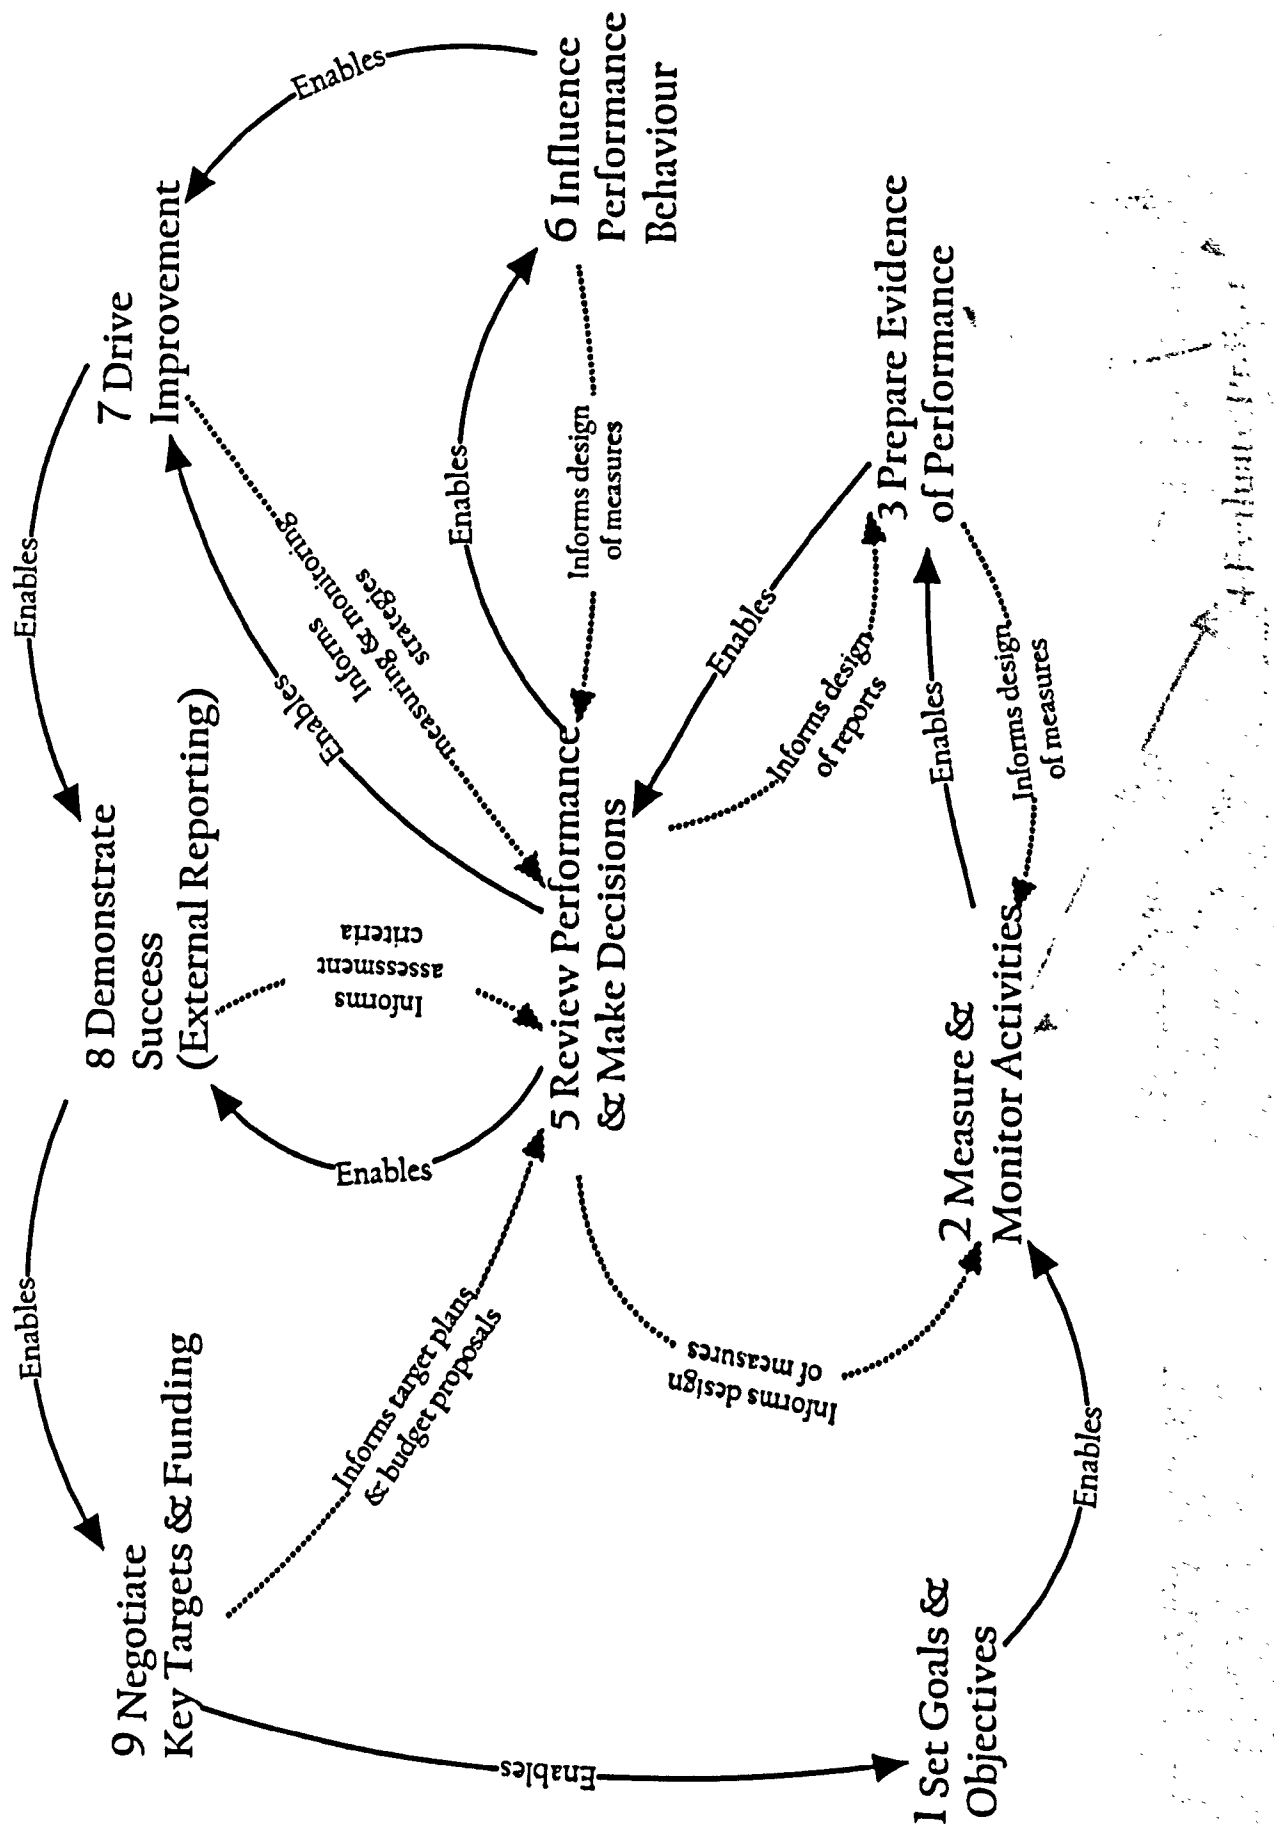 9 Negotiate
Key Targets & Funding
8 Demonstrate
Success
(External Reporting)
7 Drive
Improvement
6 Influence
Performance
Behaviour
5 Review Performance
& Make Decisions
3 Prepare Evidence
of Performance
2 Measure &
Monitor Activities
1 Set Goals &
Objectives
Enables
Enables
Enables
Enables
Enables
Enables
Enables
Enables
Enables
Enables
Informs target plans
& budget proposals
Informs
assessment
criteria
Informs
measuring & monitoring
strategies
Informs design
of measures
Informs design
of reports
Informs design
of measures
Informs design
of measures
4 Evaluate